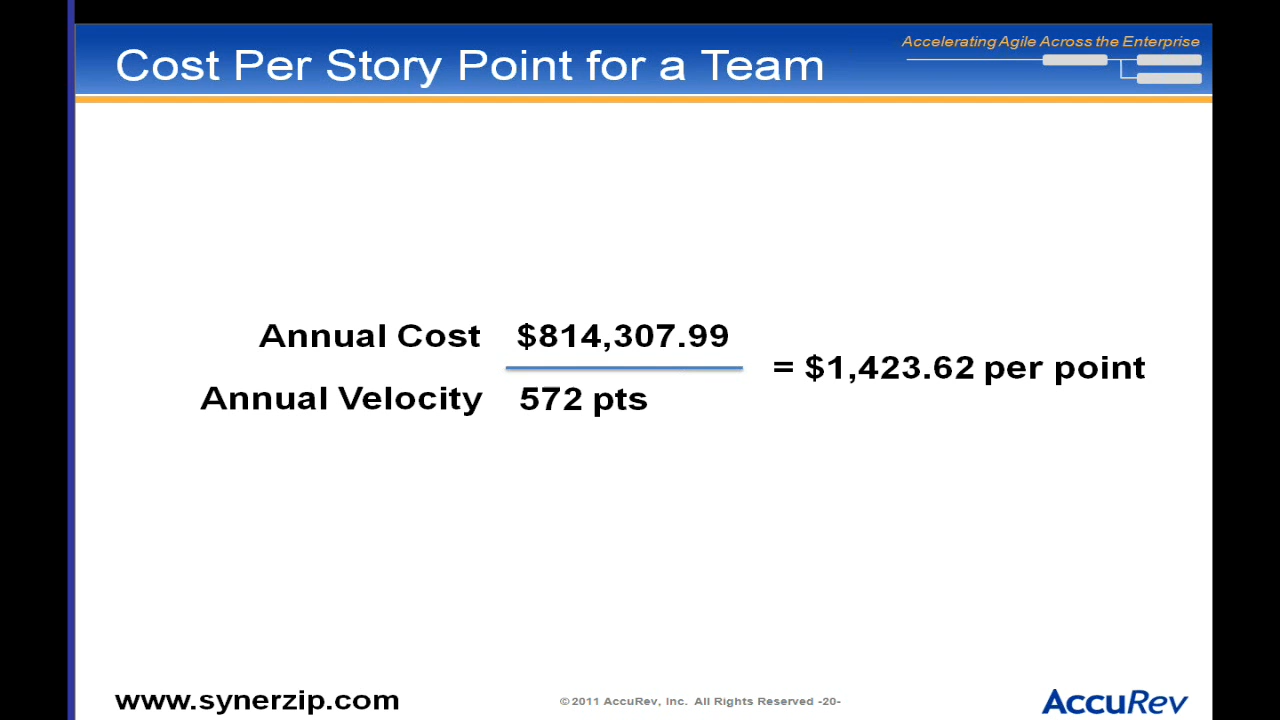 Cost Per Story Point for a Team
Accelerating Agile Across the Enterprise
Annual Cost $814,307.99
= $1,423.62 per point
Annual Velocity 572 pts
www.synerzip.com
©2011 AccuRev, Inc. All Rights Reserved -20-
AccuRev